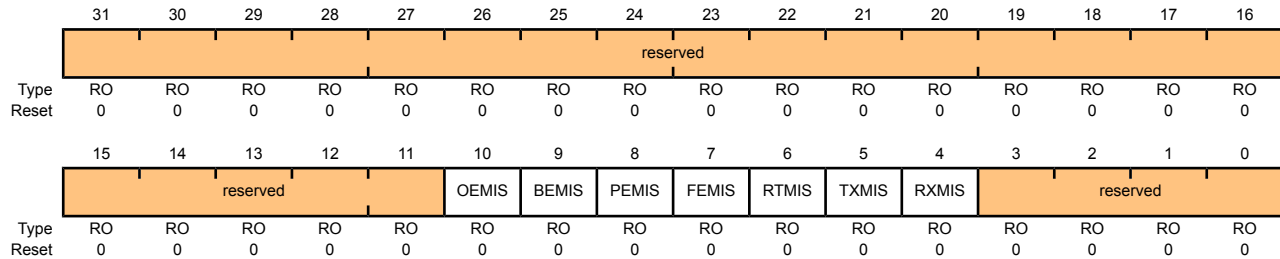 31 30 29 28 27 26 25 24 23 22 21 20 19 18 17 16
reserved
Type RO RO RO RO RO RO RO RO RO RO RO RO RO RO RO RO
Reset 0 0 0 0 0 0 0 0 0 0 0 0 0 0 0 0
15 14 13 12 11 10 9 8 7 6 5 4 3 2 1 0
reserved OEMIS BEMIS PEMIS FEMIS RTMIS TXMIS RXMIS reserved
Type RO RO RO RO RO RO RO RO RO RO RO RO RO RO RO RO
Reset 0 0 0 0 0 0 0 0 0 0 0 0 0 0 0 0